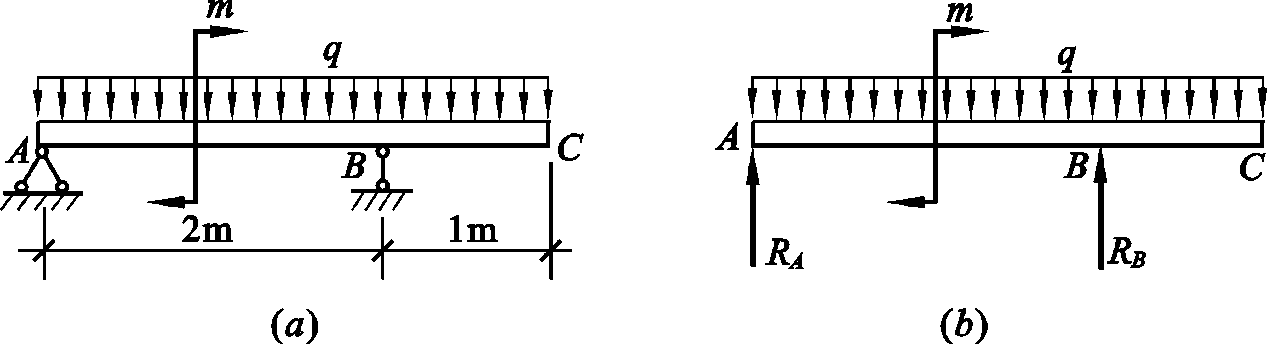 m m
q q
A B C A B C
2m 1m R_A R_B
(a) (b)